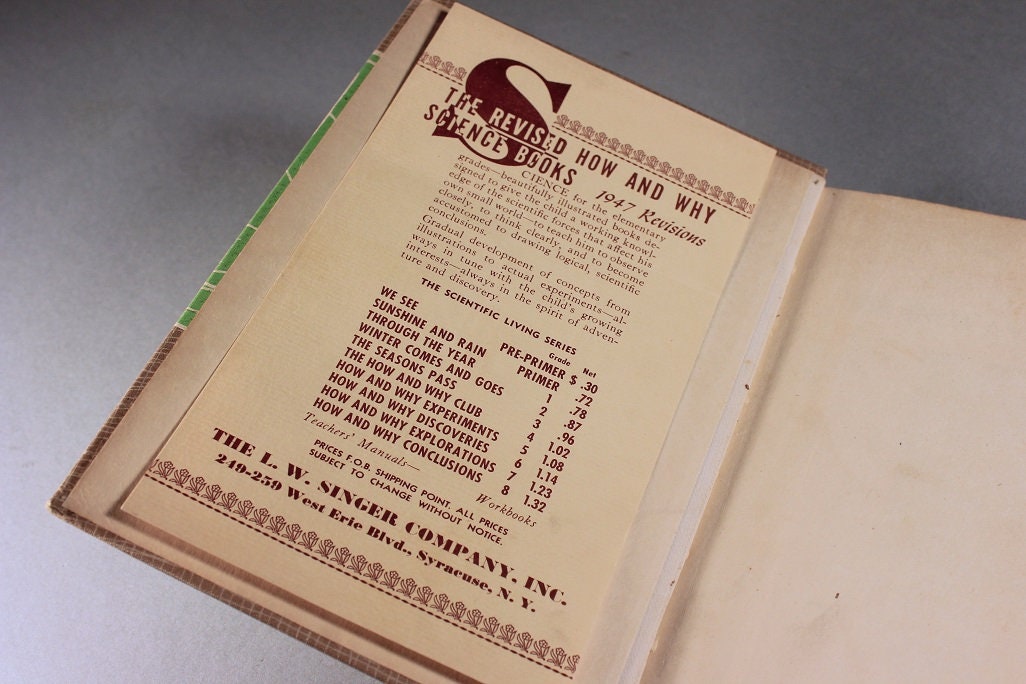 S
THE REVISED HOW AND WHY
SCIENCE BOOKS 1947 Revisions
CIENCE, for the elementary
grades—beautifully illustrated books de-
signed to give the child a working knowl-
edge of the scientific forces that affect his
own small world—to teach him to observe
closely, to think clearly, and to become
accustomed to drawing logical, scientific
conclusions.
Gradual development of concepts from
illustrations to actual experiments—al-
ways in tune with the child's growing
interests—always in the spirit of adven-
ture and discovery.
THE SCIENTIFIC LIVING SERIES
Grade Net
WE SEE PRE-PRIMER $ .30
SUNSHINE AND RAIN PRIMER .72
THROUGH THE YEAR 1 .78
WINTER COMES AND GOES 2 .87
THE SEASONS PASS 3 .96
THE HOW AND WHY CLUB 4 1.02
HOW AND WHY EXPERIMENTS 5 1.08
HOW AND WHY DISCOVERIES 6 1.14
HOW AND WHY EXPLORATIONS 7 1.23
HOW AND WHY CONCLUSIONS 8 1.32
Teachers' Manuals— Workbooks
PRICES F.O.B. SHIPPING POINT. ALL PRICES
SUBJECT TO CHANGE WITHOUT NOTICE.
THE L. W. SINGER COMPANY, INC.
249-259 West Erie Blvd., Syracuse, N. Y.